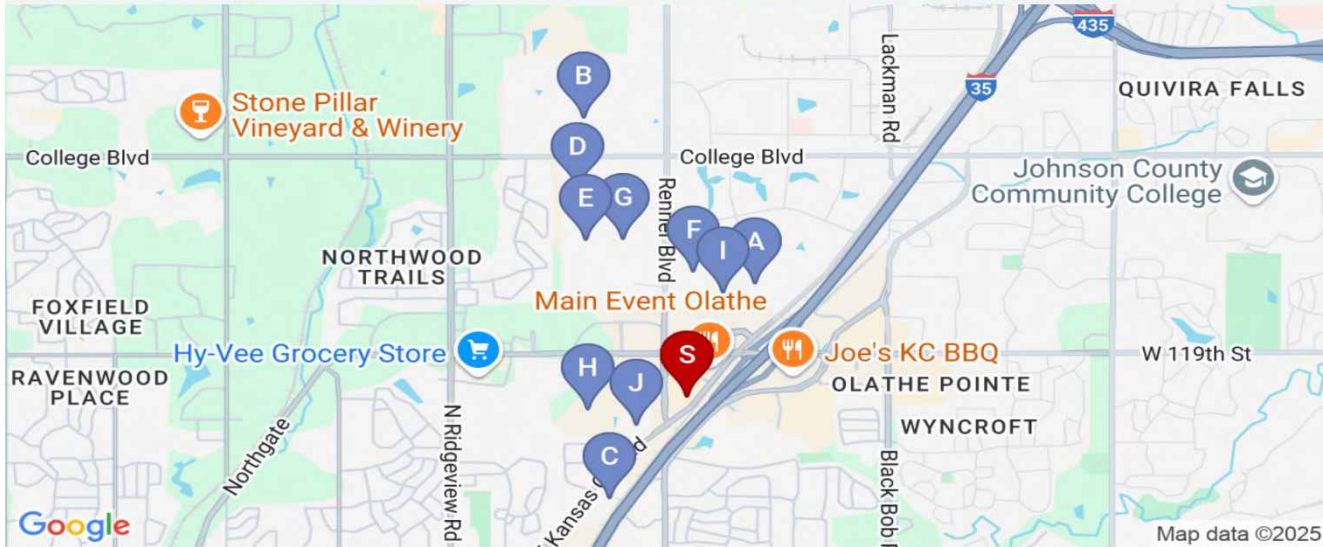 435
B
Lackman Rd
35
QUIVIRA FALLS
Stone Pillar
Vineyard & Winery
D
College Blvd
College Blvd
Johnson County
Community College
E
G
Renner Blvd
F
I
A
NORTHWOOD
TRAILS
Main Event Olathe
FOXFIELD
VILLAGE
Hy-Vee Grocery Store
S
Joe's KC BBQ
W 119th St
RAVENWOOD
PLACE
H
J
OLATHE POINTE
N Ridgeview Rd
WYNCROFT
Northgate
C
Kansas
Black Bob
Google
Map data ©2025